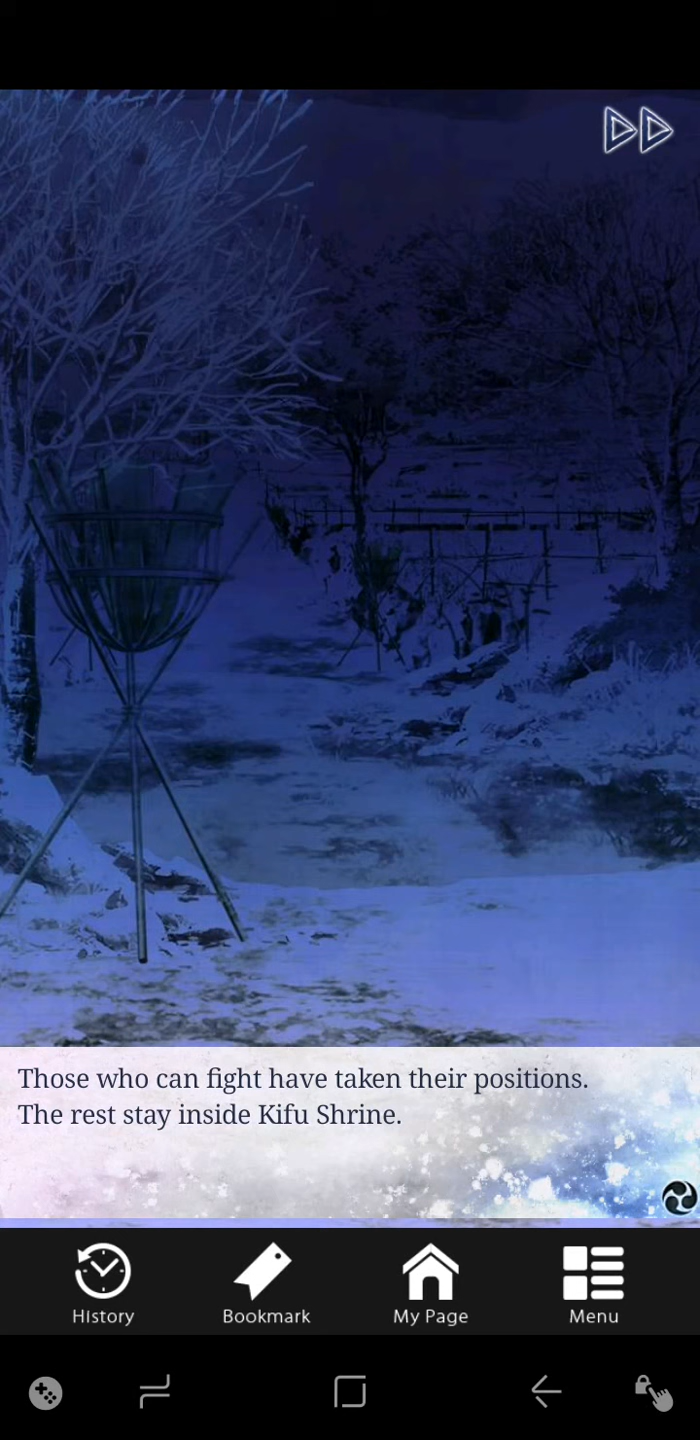 Those who can fight have taken their positions.
The rest stay inside Kifu Shrine.
History
Bookmark
My Page
Menu